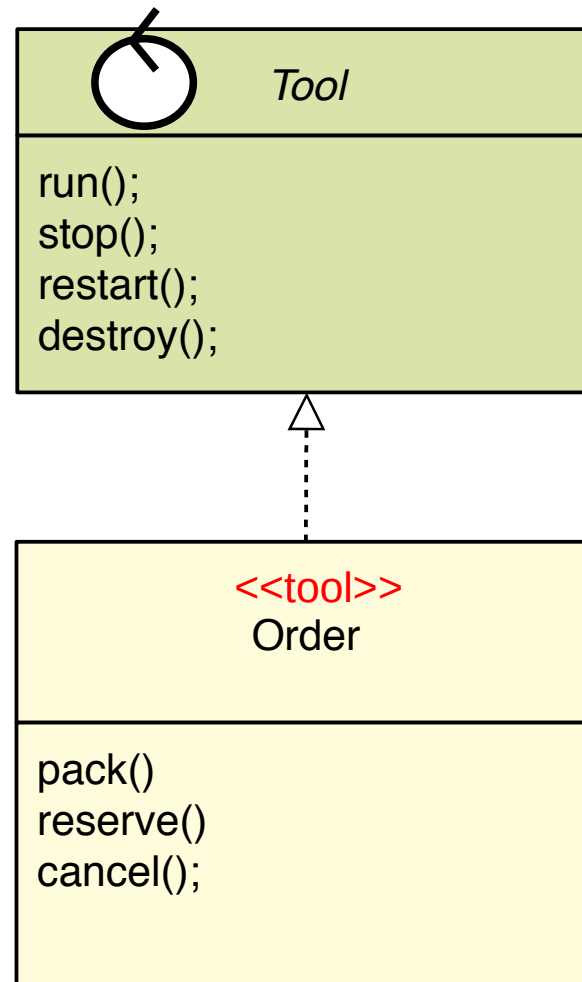 Tool
run();
stop();
restart();
destroy();
<<tool>>
Order
pack()
reserve()
cancel();